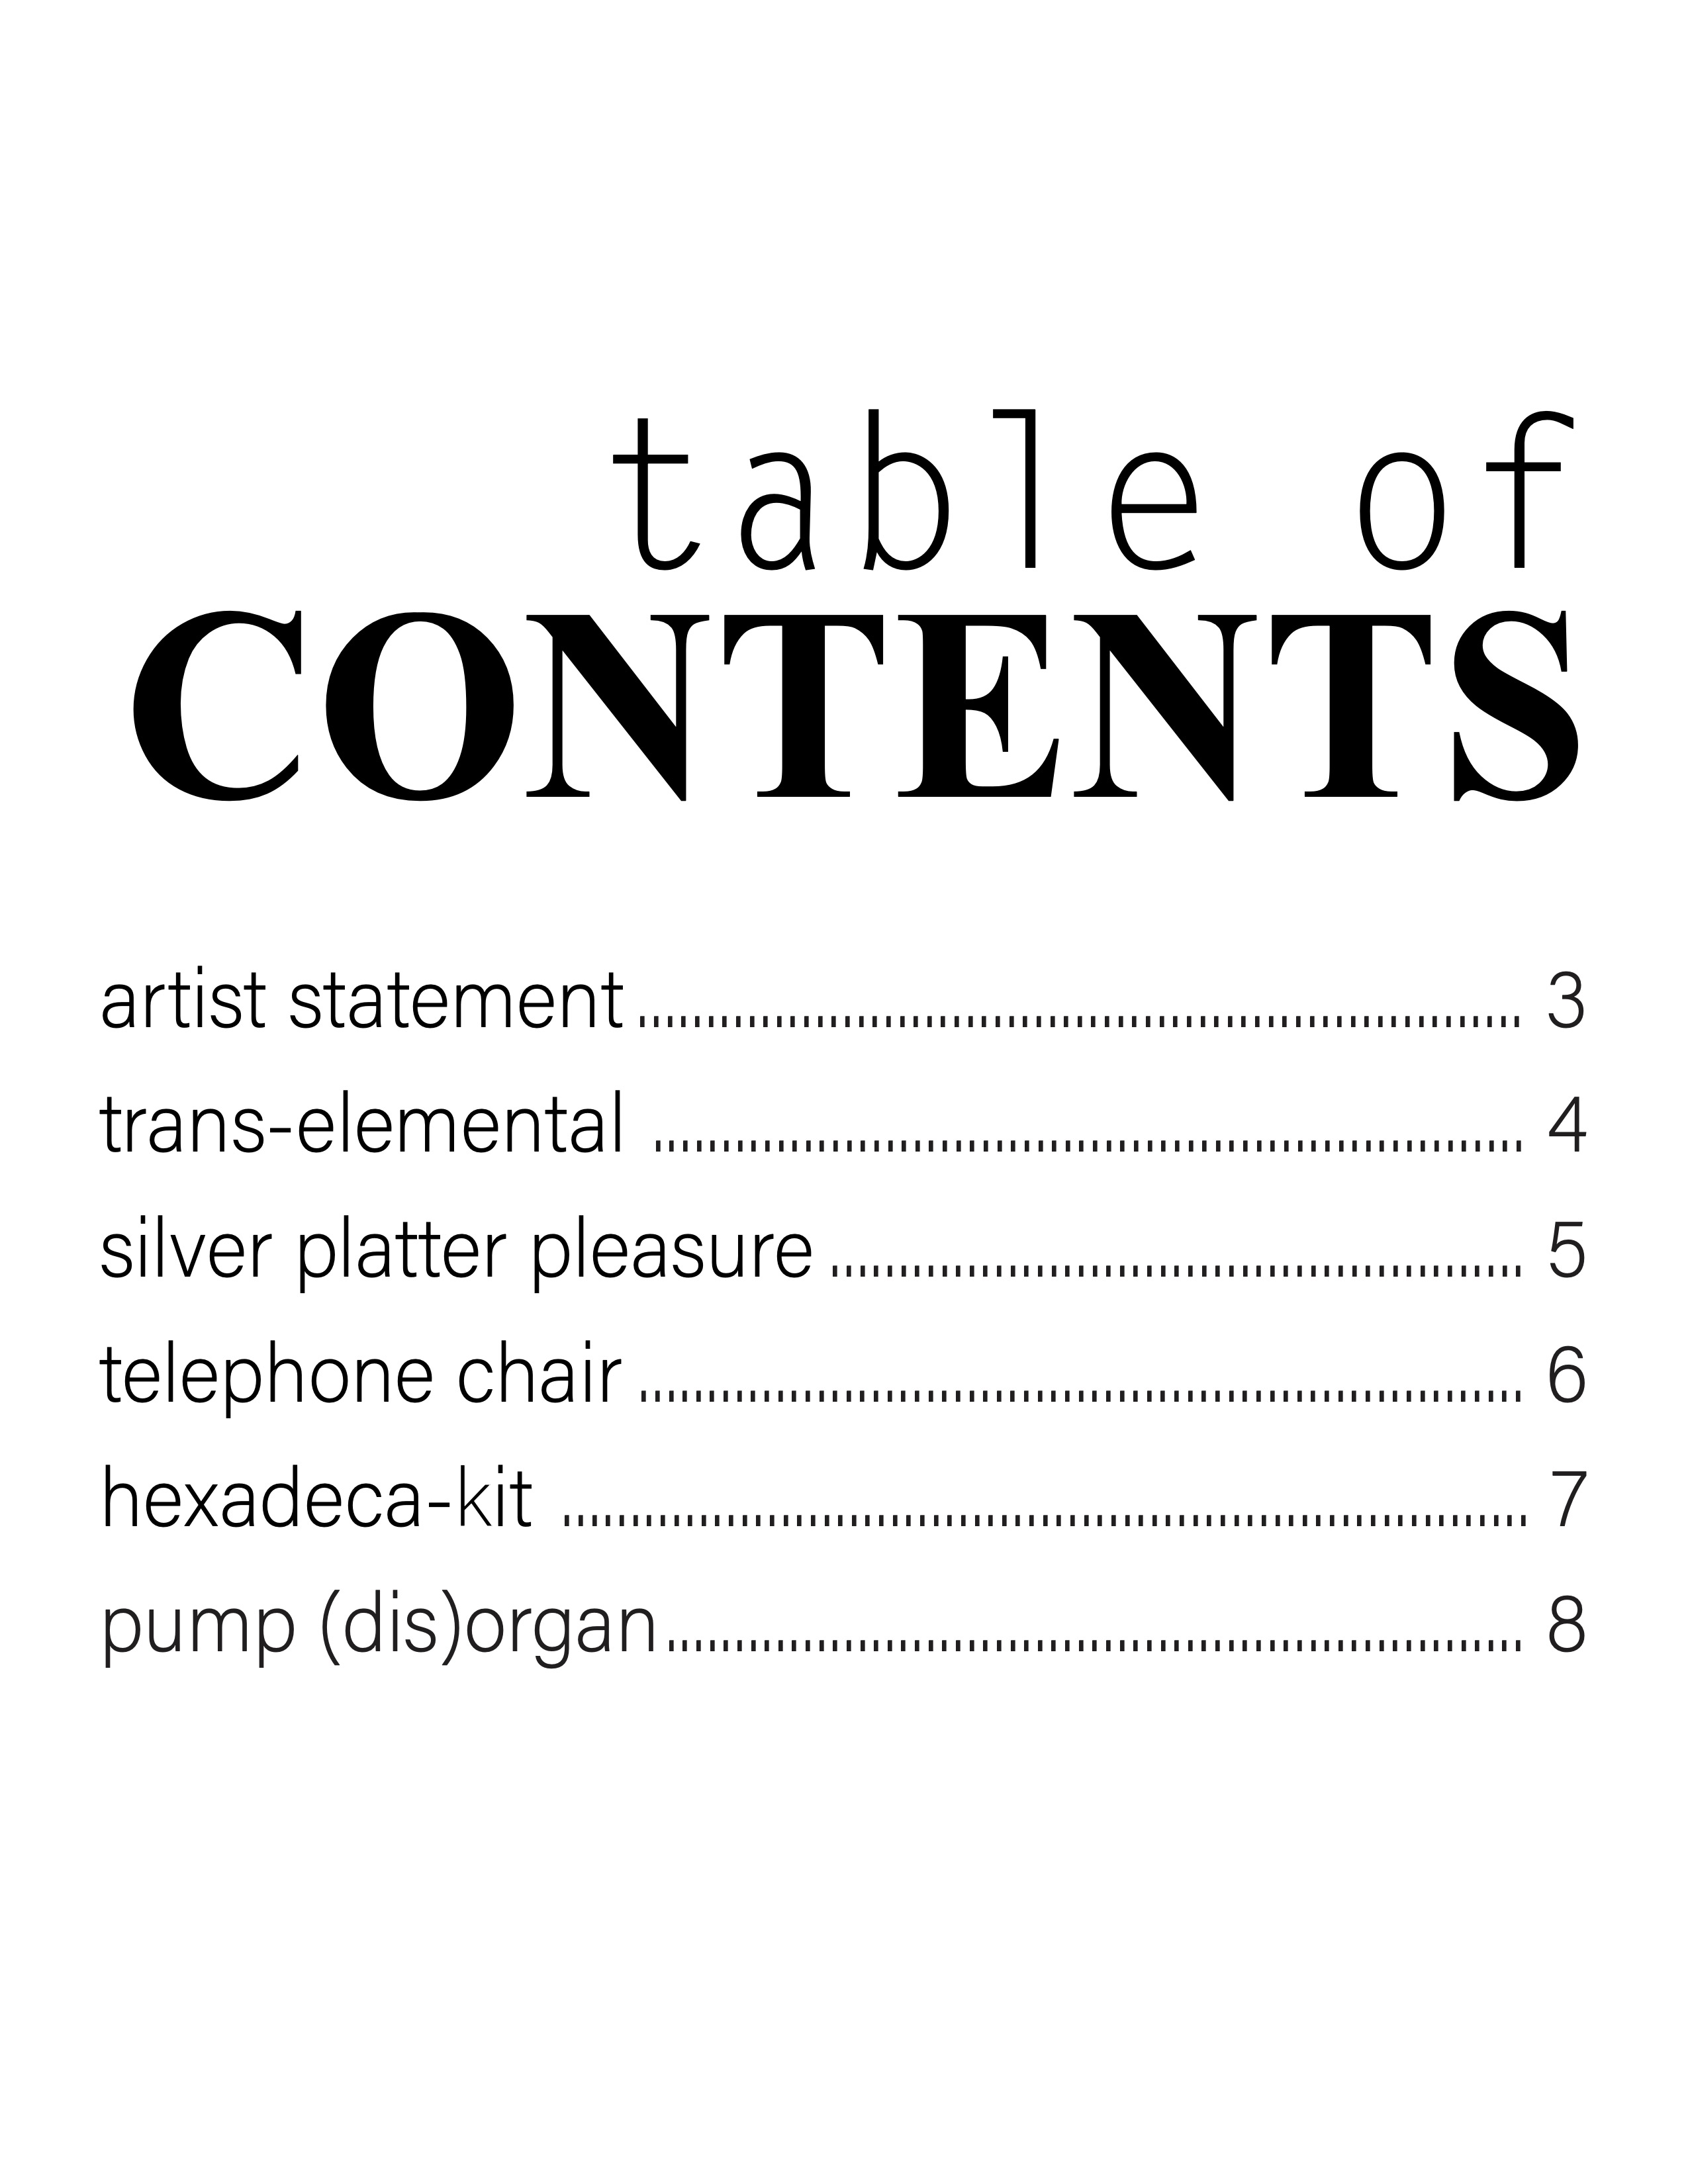 table of
CONTENTS
artist statement ................................................................. 3
trans-elemental ................................................................ 4
silver platter pleasure ................................................... 5
telephone chair ................................................................. 6
hexadeca-kit ....................................................................... 7
pump (dis)organ............................................................... 8